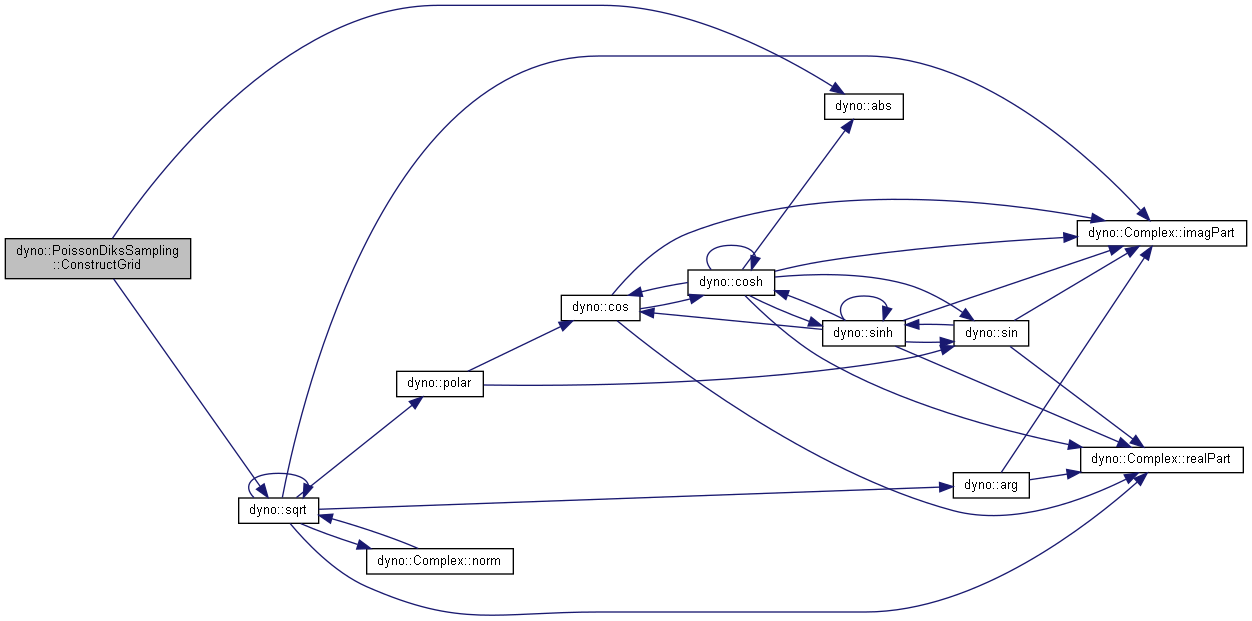 dyno::PoissonDiksSampling
::ConstructGrid
dyno::abs
dyno::Complex::imagPart
dyno::cosh
dyno::cos
dyno::sinh
dyno::sin
dyno::polar
dyno::Complex::realPart
dyno::arg
dyno::sqrt
dyno::Complex::norm